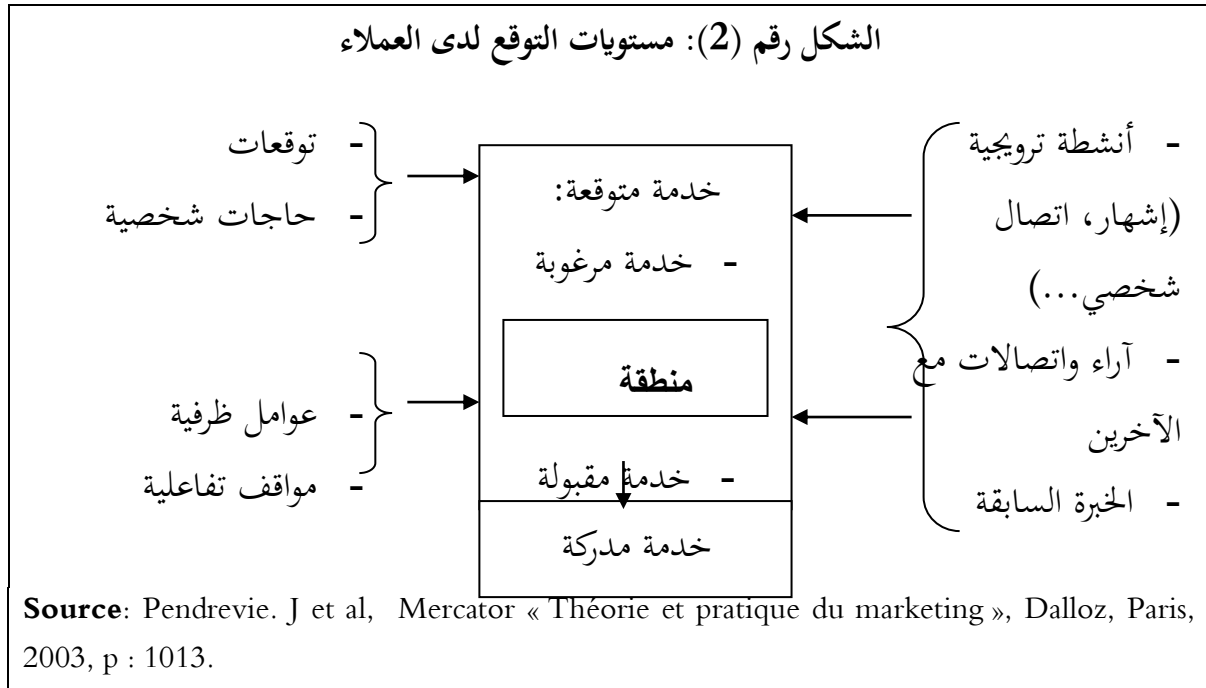 الشكل رقم (2): مستويات التوقع لدى العملاء
- أنشطة ترويجية
(إشهار، اتصال
شخصي...)
- آراء واتصالات مع
الآخرين
- الخبرة السابقة
خدمة متوقعة:
- خدمة مرغوبة
منطقة
- خدمة مقبولة
خدمة مدركة
- توقعات
- حاجات شخصية
- عوامل ظرفية
- مواقف تفاعلية
Source: Pendrevie. J et al, Mercator « Théorie et pratique du marketing », Dalloz, Paris,
2003, p : 1013.